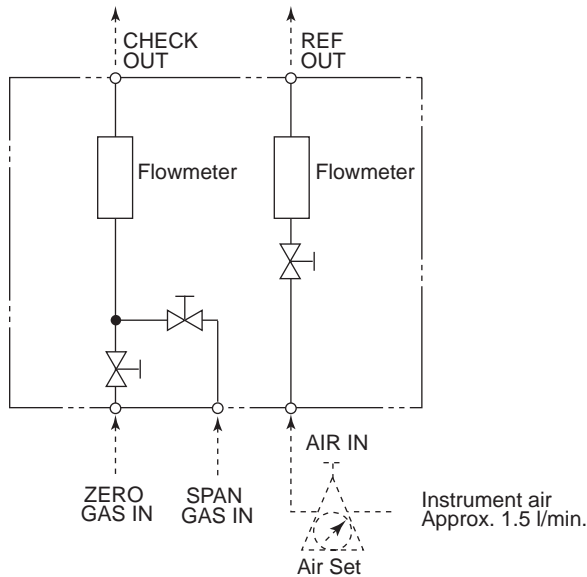 CHECK
OUT
REF
OUT
Flowmeter
Flowmeter
ZERO
GAS IN
SPAN
GAS IN
AIR IN
Instrument air
Approx. 1.5 l/min.
Air Set